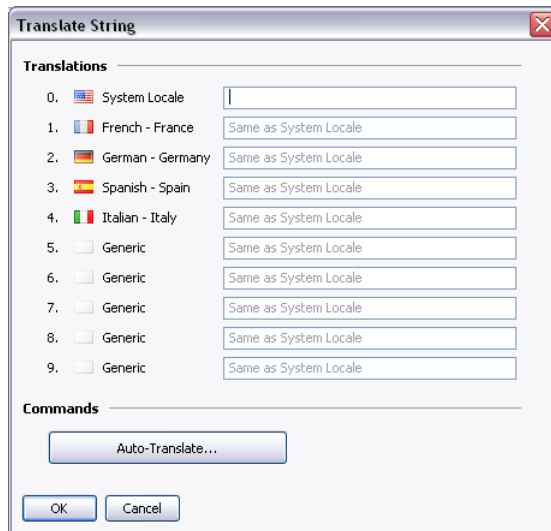 Translate String
Translations
0. System Locale
1. French - France Same as System Locale
2. German - Germany Same as System Locale
3. Spanish - Spain Same as System Locale
4. Italian - Italy Same as System Locale
5. Generic Same as System Locale
6. Generic Same as System Locale
7. Generic Same as System Locale
8. Generic Same as System Locale
9. Generic Same as System Locale
Commands
Auto-Translate...
OK Cancel